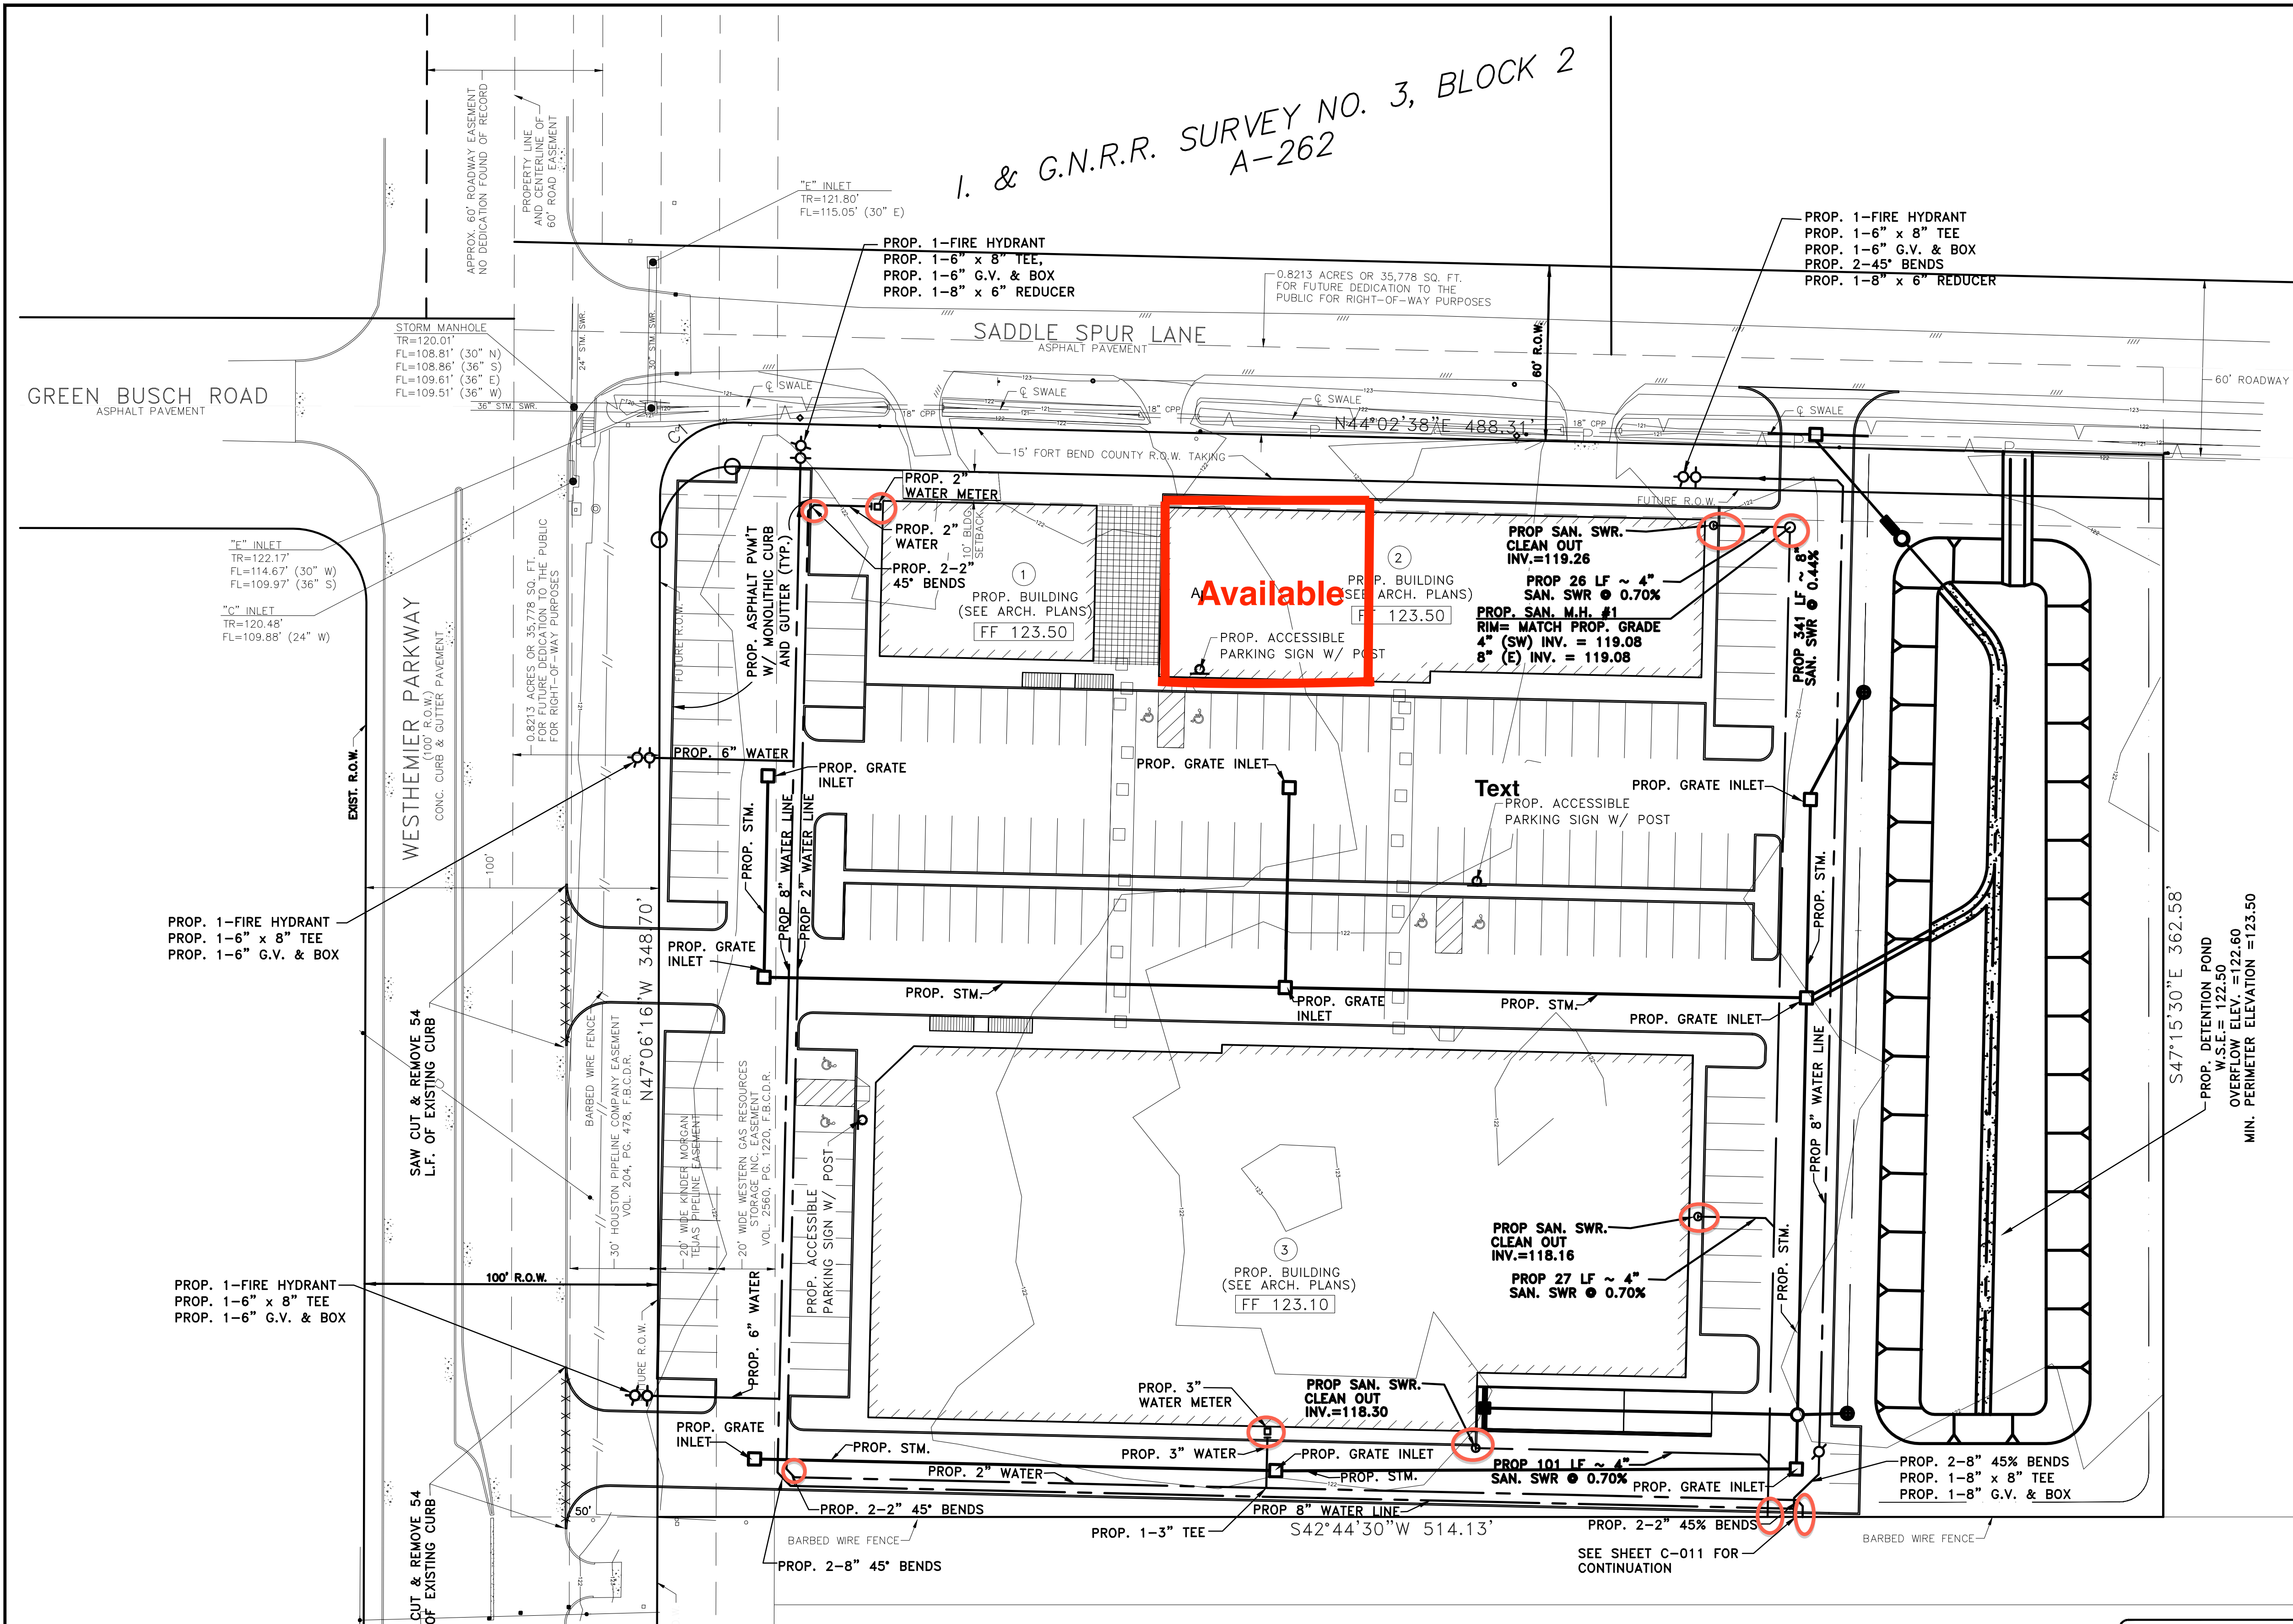 I. & G.N.R.R. SURVEY NO. 3, BLOCK 2
A-262
APPROX. 60' ROADWAY EASEMENT
NO DEDICATION FOUND OF RECORD
PROPERTY LINE
AND CENTERLINE OF
60' ROAD EASEMENT
"E" INLET
TR=121.80'
FL=115.05' (30" E)
PROP. 1-FIRE HYDRANT
PROP. 1-6" x 8" TEE,
PROP. 1-6" G.V. & BOX
PROP. 1-8" x 6" REDUCER
0.8213 ACRES OR 35,778 SQ. FT.
FOR FUTURE DEDICATION TO THE
PUBLIC FOR RIGHT-OF-WAY PURPOSES
PROP. 1-FIRE HYDRANT
PROP. 1-6" x 8" TEE
PROP. 1-6" G.V. & BOX
PROP. 2-45° BENDS
PROP. 1-8" x 6" REDUCER
STORM MANHOLE
TR=120.01'
FL=108.81' (30" N)
FL=108.86' (36" S)
FL=109.61' (36" E)
FL=109.51' (36" W)
24" STM. SWR.
30" STM. SWR.
36" STM. SWR.
SADDLE SPUR LANE
ASPHALT PAVEMENT
60' R.O.W.
60' ROADWAY
GREEN BUSCH ROAD
ASPHALT PAVEMENT
℄ SWALE
℄ SWALE
℄ SWALE
℄ SWALE
18" CPP
18" CPP
18" CPP
C1
N44°02'38"E 488.31'
15' FORT BEND COUNTY R.O.W. TAKING
FUTURE R.O.W.
"E" INLET
TR=122.17'
FL=114.67' (30" W)
FL=109.97' (36" S)
"C" INLET
TR=120.48'
FL=109.88' (24" W)
WESTHEMIER PARKWAY
(100' R.O.W.)
CONC. CURB & GUTTER PAVEMENT
EXIST. R.O.W.
0.8213 ACRES OR 35,778 SQ. FT.
FOR FUTURE DEDICATION TO THE PUBLIC
FOR RIGHT-OF-WAY PURPOSES
FUTURE R.O.W.
PROP. ASPHALT PVM'T
W/ MONOLITHIC CURB
AND GUTTER (TYP.)
PROP. 2"
WATER METER
PROP. 2"
WATER
PROP. 2-2"
45° BENDS
10' BLDG.
SETBACK
1
PROP. BUILDING
(SEE ARCH. PLANS)
FF 123.50
Available
2
PROP. BUILDING
(SEE ARCH. PLANS)
FF 123.50
PROP. ACCESSIBLE
PARKING SIGN W/ POST
PROP SAN. SWR.
CLEAN OUT
INV.=119.26
PROP 26 LF ~ 4"
SAN. SWR @ 0.70%
PROP. SAN. M.H. #1
RIM= MATCH PROP. GRADE
4" (SW) INV. = 119.08
8" (E) INV. = 119.08
PROP 341 LF ~ 8"
SAN. SWR @ 0.44%
PROP. 6" WATER
PROP. GRATE
INLET
PROP. GRATE INLET
Text
PROP. ACCESSIBLE
PARKING SIGN W/ POST
PROP. GRATE INLET
PROP. STM.
PROP 8" WATER LINE
PROP 2" WATER LINE
PROP. STM.
100'
PROP. 1-FIRE HYDRANT
PROP. 1-6" x 8" TEE
PROP. 1-6" G.V. & BOX
PROP. GRATE
INLET
PROP. STM.
PROP. GRATE
INLET
PROP. STM.
PROP. GRATE INLET
N47°06'16"W 348.70'
S47°15'30"E 362.58'
PROP. DETENTION POND
W.S.E.= 122.50
OVERFLOW ELEV. =122.60
MIN. PERIMETER ELEVATION =123.50
SAW CUT & REMOVE 54
L.F. OF EXISTING CURB
BARBED WIRE FENCE
30' HOUSTON PIPELINE COMPANY EASEMENT
VOL. 204, PG. 478, F.B.C.D.R.
20' WIDE KINDER MORGAN
TEJAS PIPELINE EASEMENT
20' WIDE WESTERN GAS RESOURCES
STORAGE INC. EASEMENT
VOL. 2560, PG. 1220, F.B.C.D.R.
PROP. ACCESSIBLE
PARKING SIGN W/ POST
PROP 8" WATER LINE
PROP SAN. SWR.
CLEAN OUT
INV.=118.16
PROP 27 LF ~ 4"
SAN. SWR @ 0.70%
PROP. STM.
3
PROP. BUILDING
(SEE ARCH. PLANS)
FF 123.10
100' R.O.W.
PROP. 1-FIRE HYDRANT
PROP. 1-6" x 8" TEE
PROP. 1-6" G.V. & BOX
PROP. 6" WATER
PROP. 3"
WATER METER
PROP SAN. SWR.
CLEAN OUT
INV.=118.30
PROP. GRATE
INLET
PROP. STM.
PROP. 3" WATER
PROP. GRATE INLET
PROP. 2" WATER
PROP. STM.
PROP 101 LF ~ 4"
SAN. SWR @ 0.70%
PROP. GRATE INLET
PROP. 2-8" 45% BENDS
PROP. 1-8" x 8" TEE
PROP. 1-8" G.V. & BOX
50'
PROP. 2-2" 45° BENDS
PROP 8" WATER LINE
BARBED WIRE FENCE
PROP. 1-3" TEE
S42°44'30"W 514.13'
PROP. 2-2" 45% BENDS
BARBED WIRE FENCE
PROP. 2-8" 45° BENDS
SEE SHEET C-011 FOR
CONTINUATION
CUT & REMOVE 54
OF EXISTING CURB